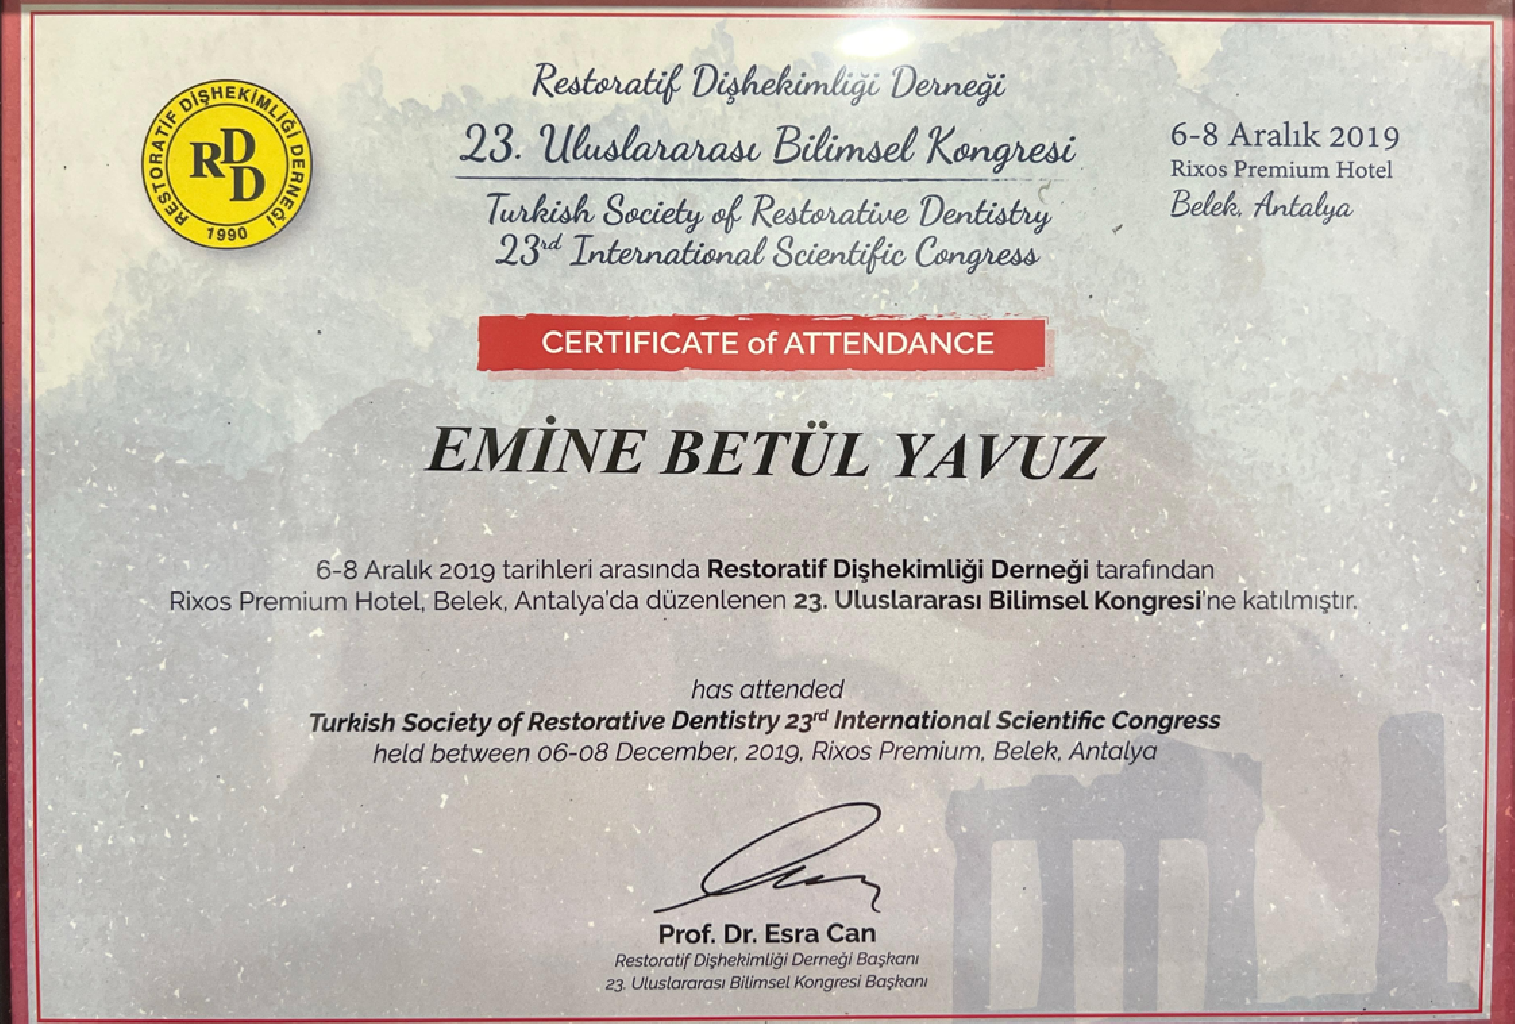 RESTORATİF DİŞHEKİMLİĞİ DERNEĞİ
RDD
1990
Restoratif Dişhekimliği Derneği
23. Uluslararası Bilimsel Kongresi
Turkish Society of Restorative Dentistry
23rd International Scientific Congress
6-8 Aralık 2019
Rixos Premium Hotel
Belek, Antalya
CERTIFICATE of ATTENDANCE
EMİNE BETÜL YAVUZ
6-8 Aralık 2019 tarihleri arasında Restoratif Dişhekimliği Derneği tarafından
Rixos Premium Hotel, Belek, Antalya'da düzenlenen 23. Uluslararası Bilimsel Kongresi'ne katılmıştır.
has attended
Turkish Society of Restorative Dentistry 23rd International Scientific Congress
held between 06-08 December, 2019, Rixos Premium, Belek, Antalya
Prof. Dr. Esra Can
Restoratif Dişhekimliği Derneği Başkanı
23. Uluslararası Bilimsel Kongresi Başkanı